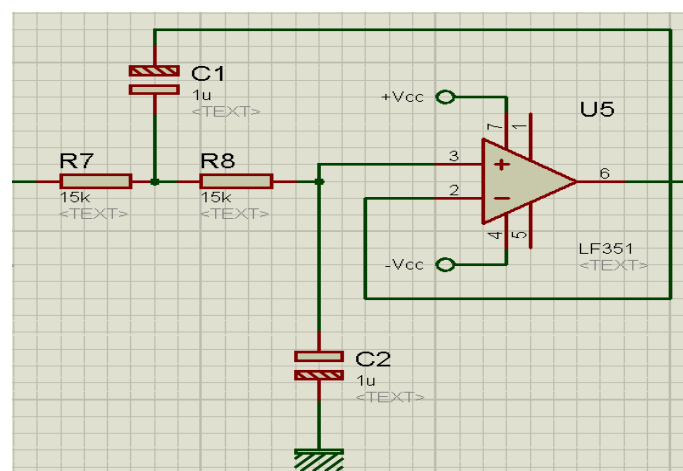 C1
1u
<TEXT>
+Vcc
U5
7
1
R7
15k
<TEXT>
R8
15k
<TEXT>
3
2
6
4
5
-Vcc
LF351
<TEXT>
C2
1u
<TEXT>